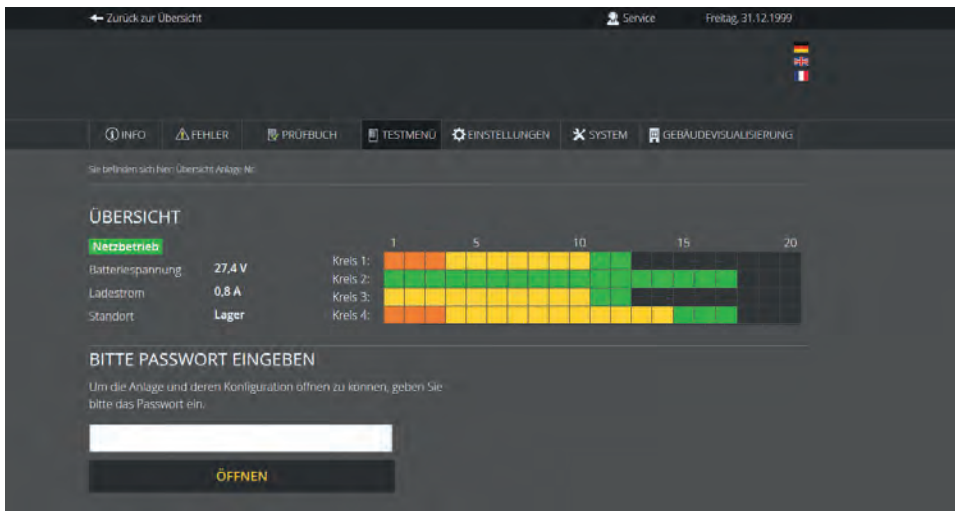 Zurück zur Übersicht Service Freitag, 31.12.1999
INFO FEHLER PRÜFBUCH TESTMENÜ EINSTELLUNGEN SYSTEM GEBÄUDEVISUALISIERUNG
Sie befinden sich hier: Übersicht Anlage Nr.
ÜBERSICHT
Netzbetrieb
1 5 10 15 20
Batteriespannung 27,4 V
Ladestrom 0,8 A
Standort Lager
Kreis 1:
Kreis 2:
Kreis 3:
Kreis 4:
BITTE PASSWORT EINGEBEN
Um die Anlage und deren Konfiguration öffnen zu können, geben Sie
bitte das Passwort ein.
ÖFFNEN